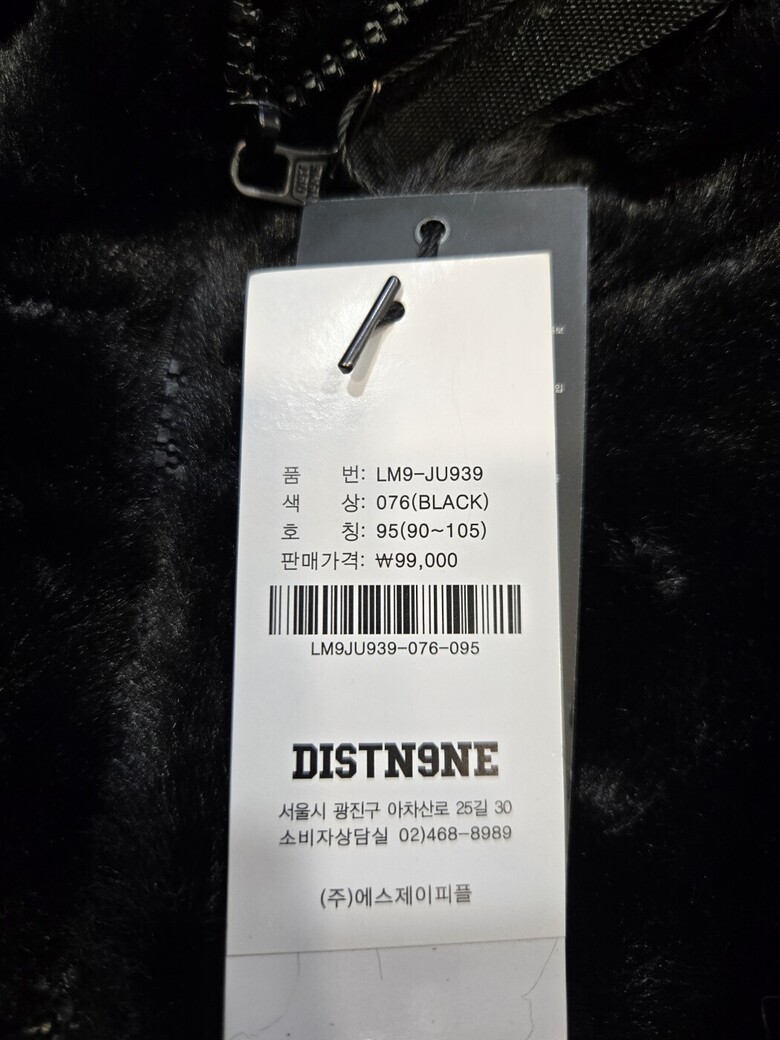 품 번: LM9-JU939
색 상: 076(BLACK)
호 칭: 95(90~105)
판매가격: ₩99,000
LM9JU939-076-095
DISTN9NE
서울시 광진구 아차산로 25길 30
소비자상담실 02)468-8989
(주)에스제이피플